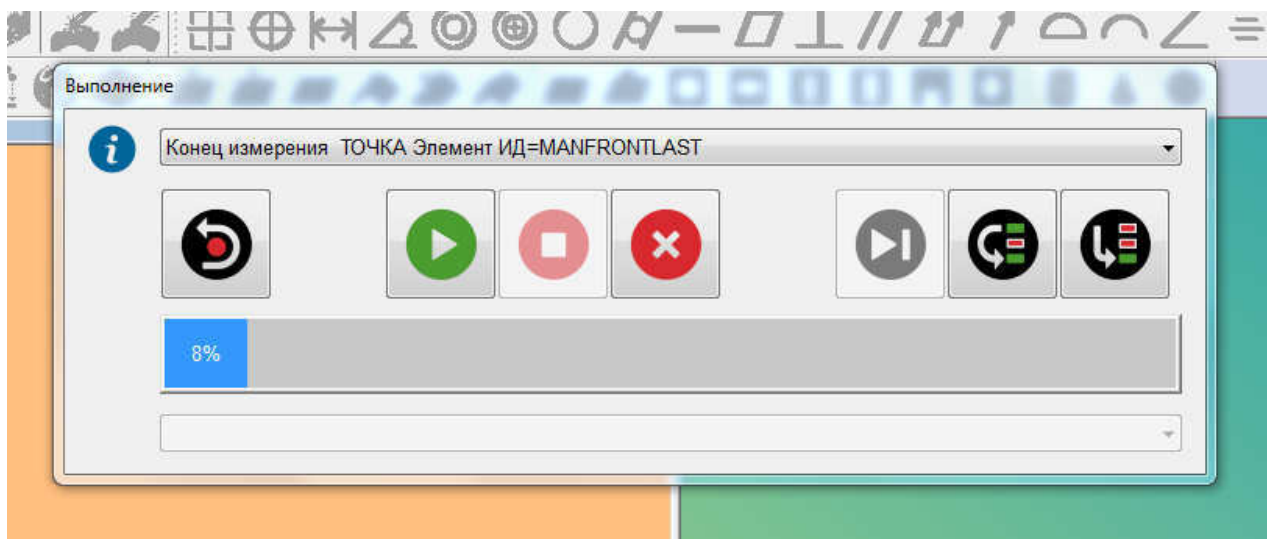 Выполнение
Конец измерения ТОЧКА Элемент ИД=MANFRONTLAST
8%